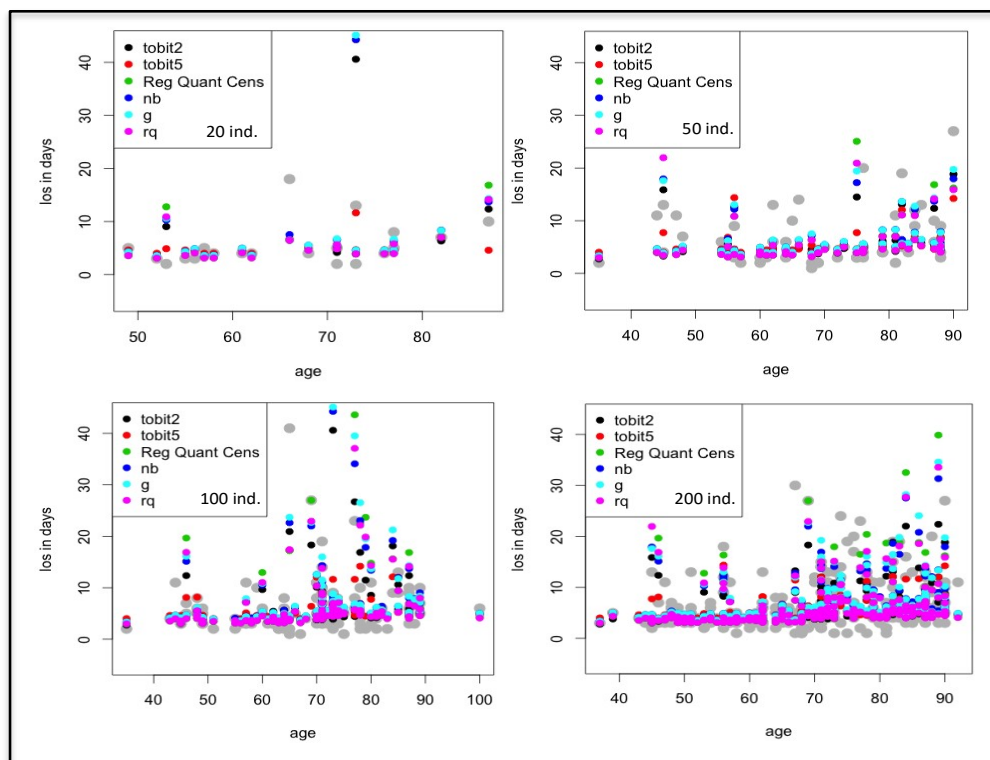 tobit2
tobit5
Reg Quant Cens
nb
g
rq
20 ind.
los in days
0
10
20
30
40
50
60
70
80
age
tobit2
tobit5
Reg Quant Cens
nb
g
rq
50 ind.
los in days
0
10
20
30
40
40
50
60
70
80
90
age
tobit2
tobit5
Reg Quant Cens
nb
g
rq
100 ind.
los in days
0
10
20
30
40
40
50
60
70
80
90
100
age
tobit2
tobit5
Reg Quant Cens
nb
g
rq
200 ind.
los in days
0
10
20
30
40
40
50
60
70
80
90
age